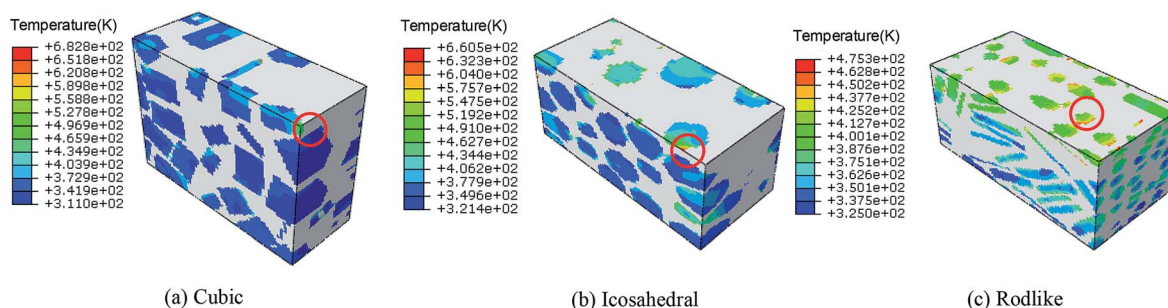 Temperature(K)
+6.828e+02
+6.518e+02
+6.208e+02
+5.898e+02
+5.588e+02
+5.278e+02
+4.969e+02
+4.659e+02
+4.349e+02
+4.039e+02
+3.729e+02
+3.419e+02
+3.110e+02
(a) Cubic
Temperature(K)
+6.605e+02
+6.323e+02
+6.040e+02
+5.757e+02
+5.475e+02
+5.192e+02
+4.910e+02
+4.627e+02
+4.344e+02
+4.062e+02
+3.779e+02
+3.496e+02
+3.214e+02
(b) Icosahedral
Temperature(K)
+4.753e+02
+4.628e+02
+4.502e+02
+4.377e+02
+4.252e+02
+4.127e+02
+4.001e+02
+3.876e+02
+3.751e+02
+3.626e+02
+3.501e+02
+3.375e+02
+3.250e+02
(c) Rodlike